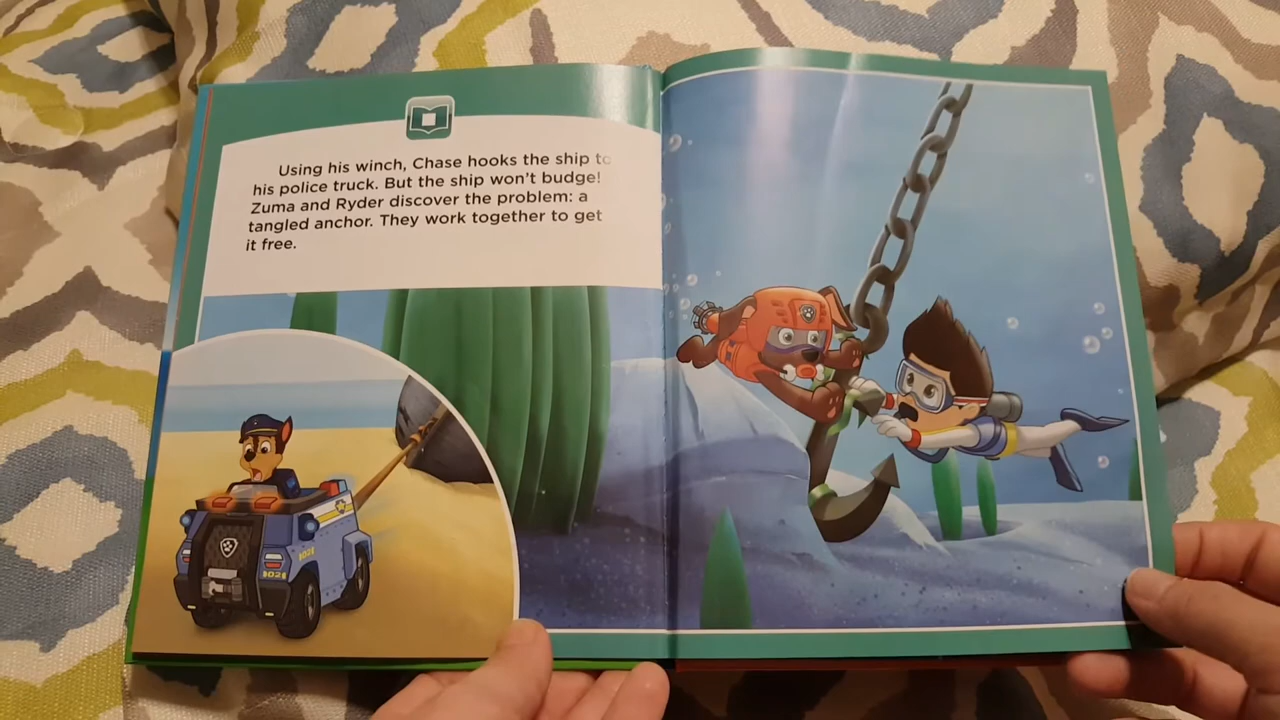 Using his winch, Chase hooks the ship to
his police truck. But the ship won't budge!
Zuma and Ryder discover the problem: a
tangled anchor. They work together to get
it free.